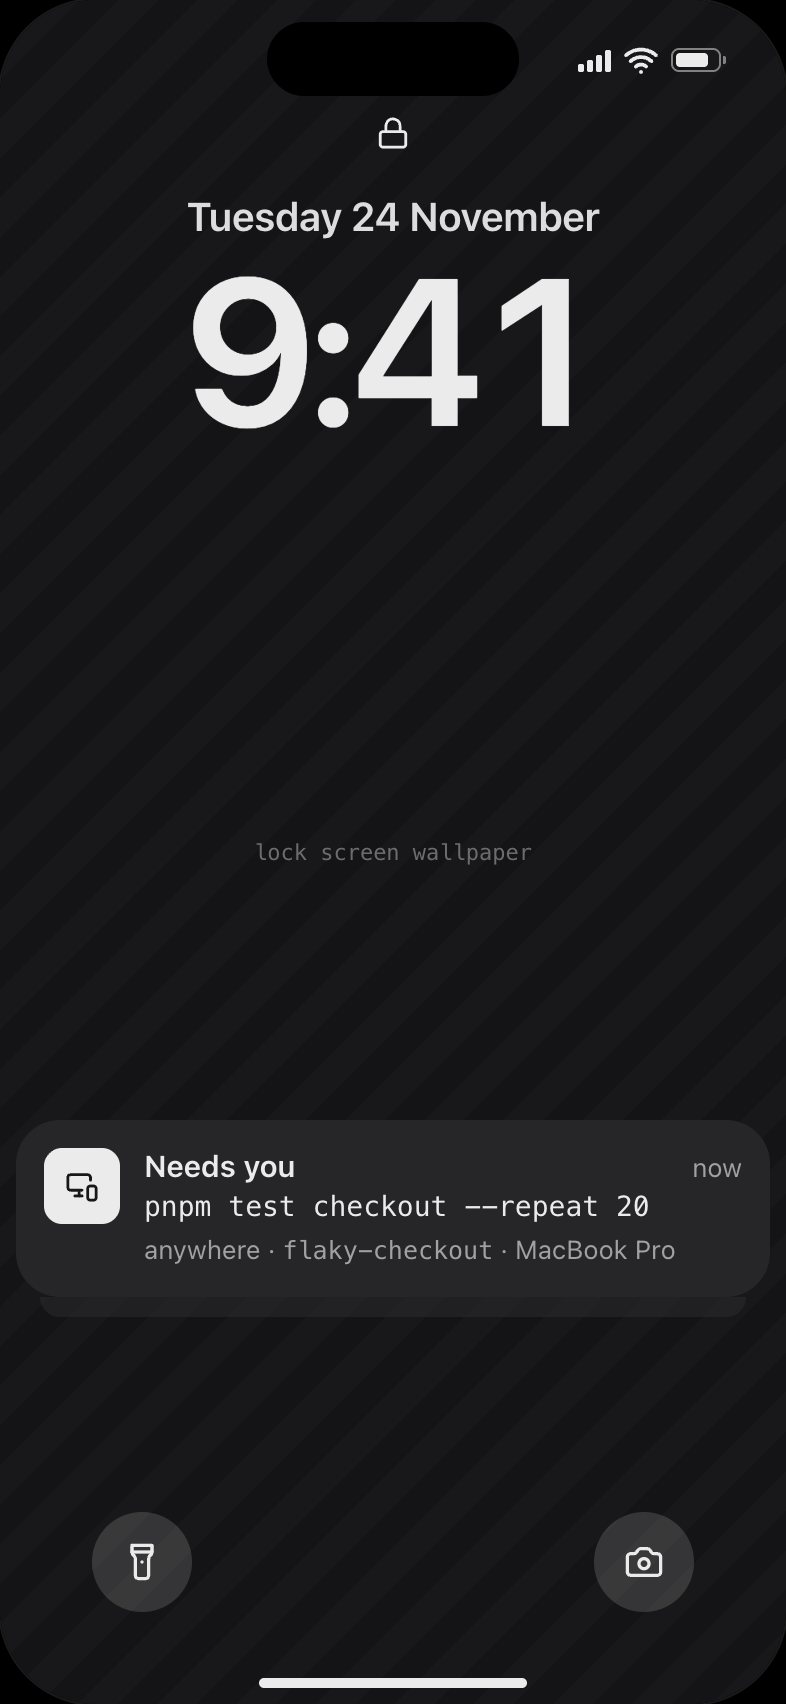 Tuesday 24 November
9:41
lock screen wallpaper
Needs you
now
pnpm test checkout --repeat 20
anywhere · flaky-checkout · MacBook Pro